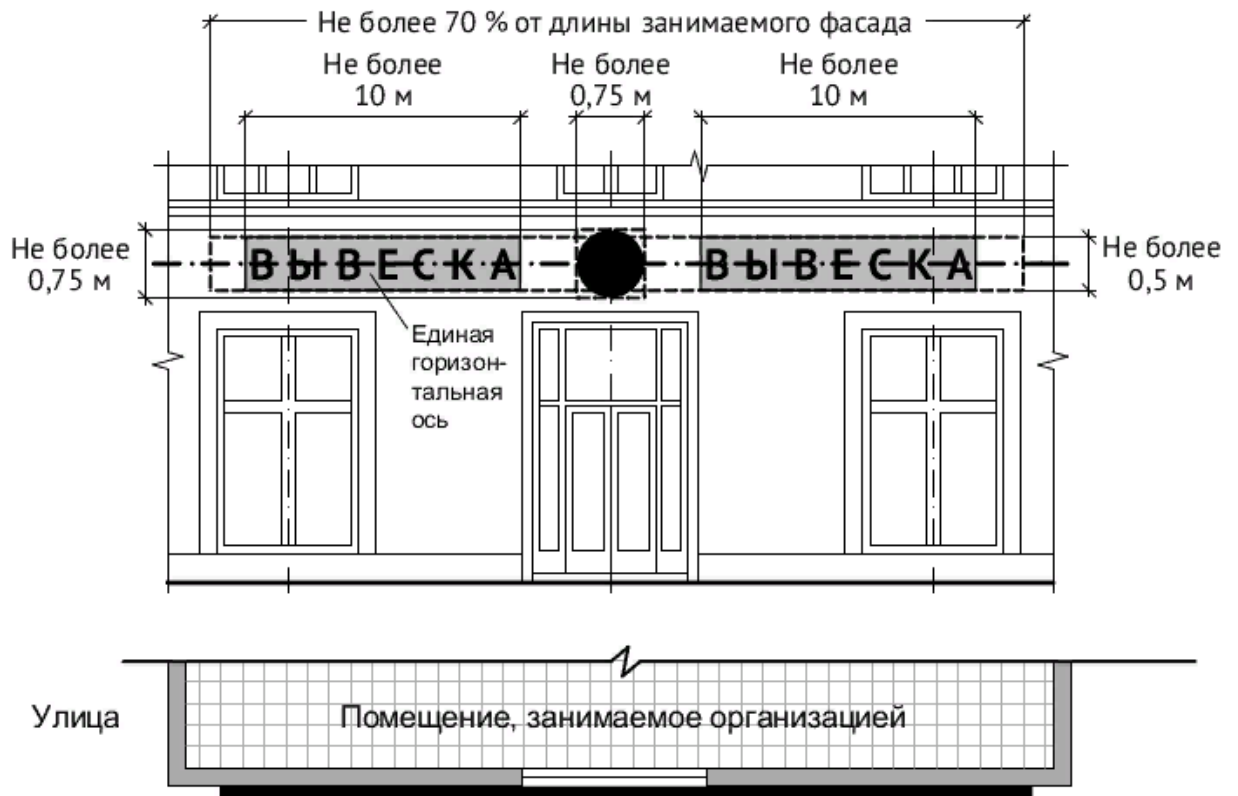 Не более 70 % от длины занимаемого фасада
Не более
10 м
Не более
0,75 м
Не более
10 м
Не более
0,75 м
ВЫВЕСКА
ВЫВЕСКА
Не более
0,5 м
Единая
горизон-
тальная
ось
Улица
Помещение, занимаемое организацией